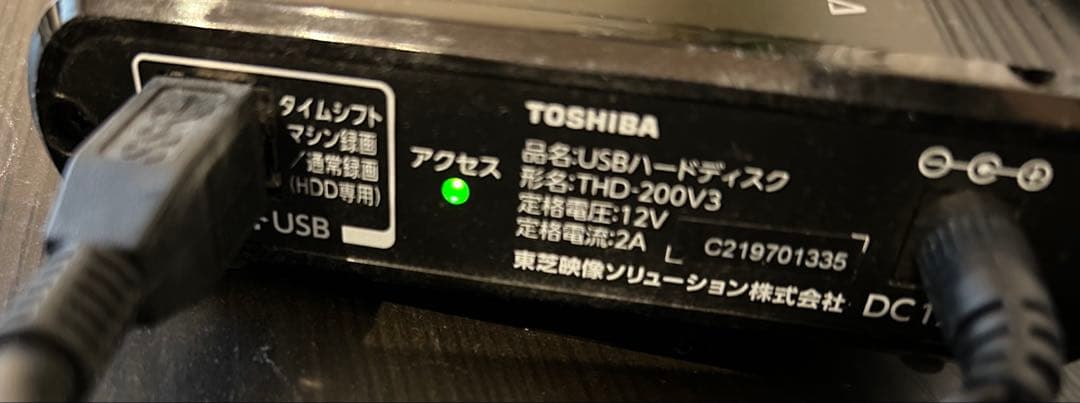 タイムシフト
マシン録画
/通常録画
(HDD専用)
USB
アクセス
TOSHIBA
品名:USBハードディスク
形名:THD-200V3
定格電圧:12V
定格電流:2A
C219701335
東芝映像ソリューション株式会社
DC